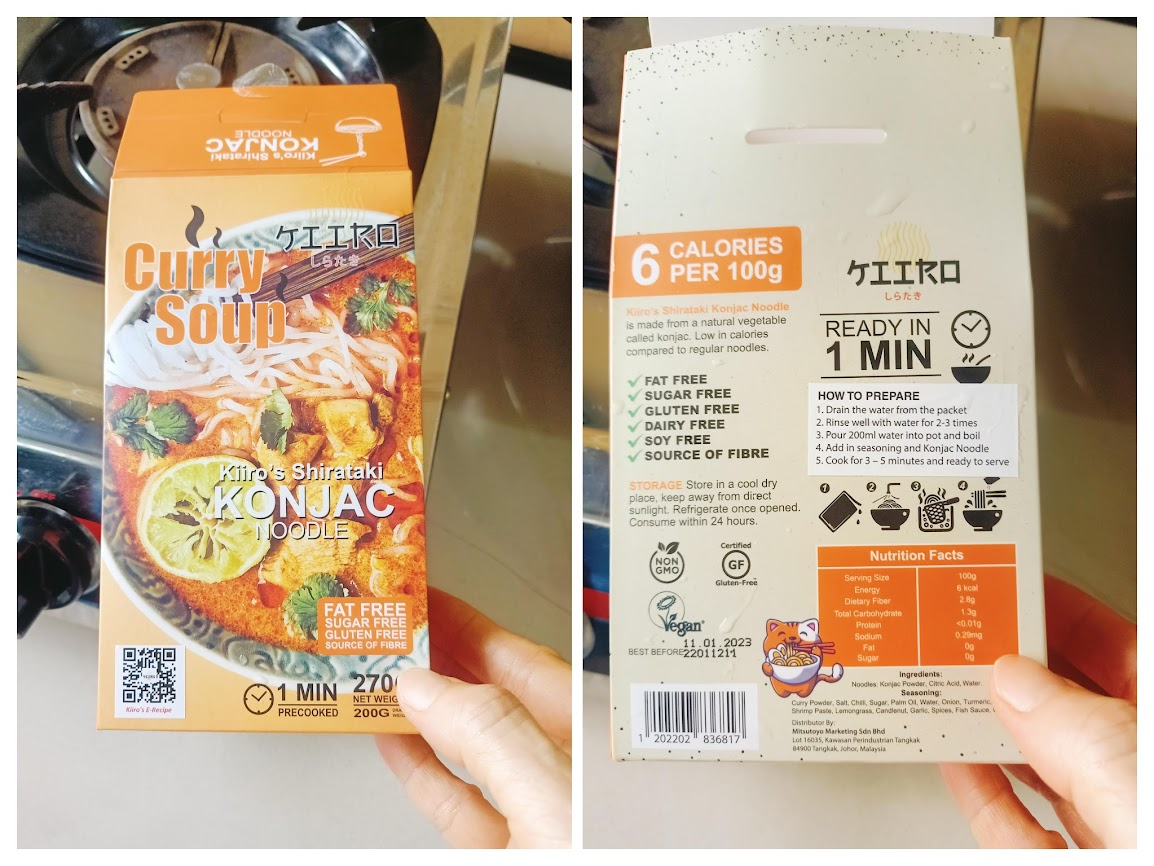 Kiiro's Shirataki
KONJAC
NOODLE
Curry
Soup
KIIRO
しらたき
Kiiro's Shirataki
KONJAC
NOODLE
FAT FREE
SUGAR FREE
GLUTEN FREE
SOURCE OF FIBRE
Kiiro's E-Recipe
1 MIN
PRECOOKED
270
NET WEIG
200G
6 CALORIES
PER 100g
Kiiro's Shirataki Konjac Noodle
is made from a natural vegetable
called konjac. Low in calories
compared to regular noodles.
FAT FREE
SUGAR FREE
GLUTEN FREE
DAIRY FREE
SOY FREE
SOURCE OF FIBRE
STORAGE Store in a cool dry
place, keep away from direct
sunlight. Refrigerate once opened.
Consume within 24 hours.
NON
GMO
Certified
GF
Gluten-Free
Vegan
BEST BEFORE 11.01.2023
22011211
1 202202 836817
KIIRO
しらたき
READY IN
1 MIN
HOW TO PREPARE
1. Drain the water from the packet
2. Rinse well with water for 2-3 times
3. Pour 200ml water into pot and boil
4. Add in seasoning and Konjac Noodle
5. Cook for 3 – 5 minutes and ready to serve
1 2 3 4
Nutrition Facts
Serving Size 100g
Energy 6 kcal
Dietary Fiber 2.8g
Total Carbohydrate 1.3g
Protein <0.01g
Sodium 0.29mg
Fat 0g
Sugar 0g
Ingredients:
Noodles: Konjac Powder, Citric Acid, Water.
Seasoning:
Curry Powder, Salt, Chilli, Sugar, Palm Oil, Water, Onion, Turmeric,
Shrimp Paste, Lemongrass, Candlenut, Garlic, Spices, Fish Sauce,
Distributor By:
Mitsutoyo Marketing Sdn Bhd
Lot 16035, Kawasan Perindustrian Tangkak
84900 Tangkak, Johor, Malaysia